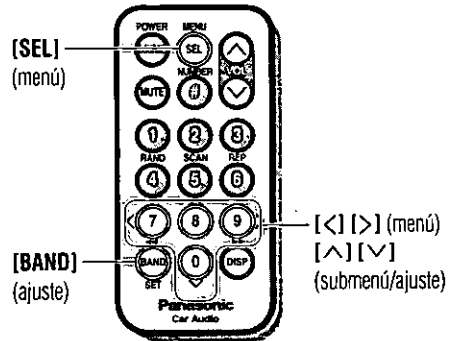 POWER MENU
[SEL] SEL
(menú) VOL
NUMBER
MUTE #
1 2 3
RAND SCAN REP
4 5 6
7 8 9
[<] [>] (menú)
[∧] [∨]
(submenú/ajuste)
[BAND] BAND 0 DISP
(ajuste) SET
Panasonic
Car Audio